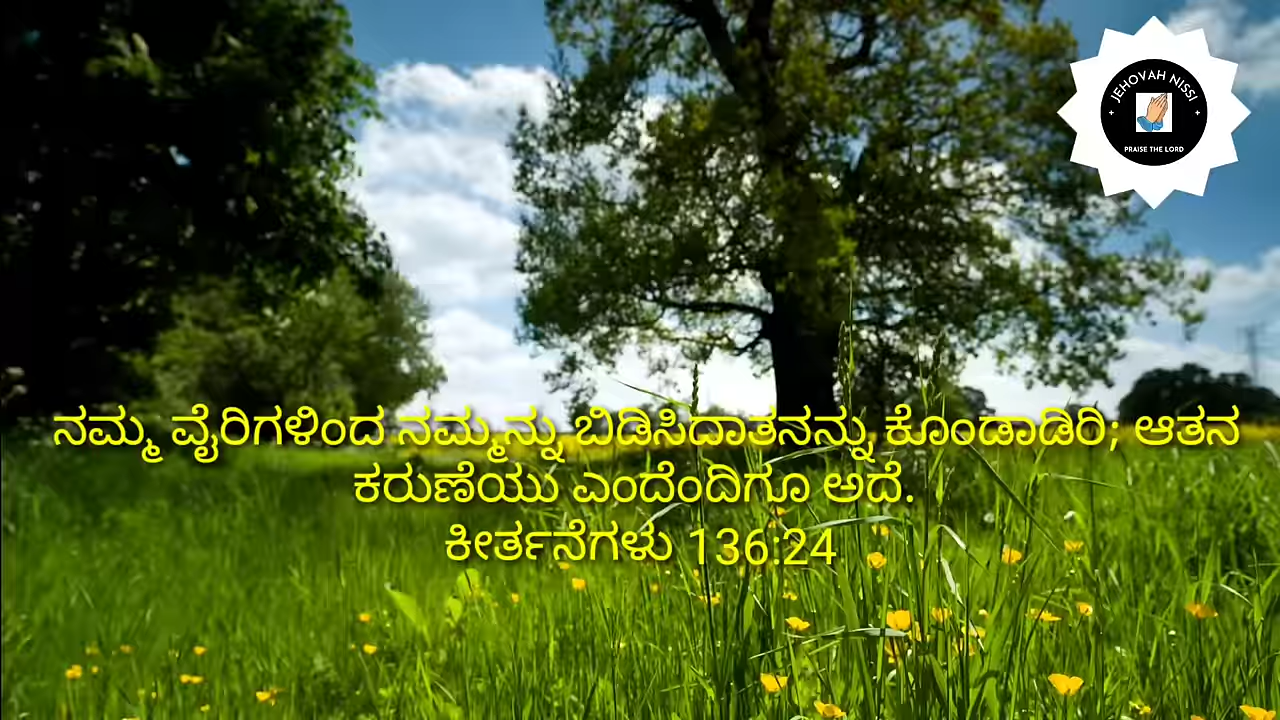 JEHOVAH NISSI
PRAISE THE LORD
ನಮ್ಮ ವೈರಿಗಳಿಂದ ನಮ್ಮನ್ನು ಬಿಡಿಸಿದಾತನನ್ನು ಕೊಂಡಾಡಿರಿ; ಆತನ
ಕರುಣೆಯು ಎಂದೆಂದಿಗೂ ಅದೆ.
ಕೀರ್ತನೆಗಳು 136:24